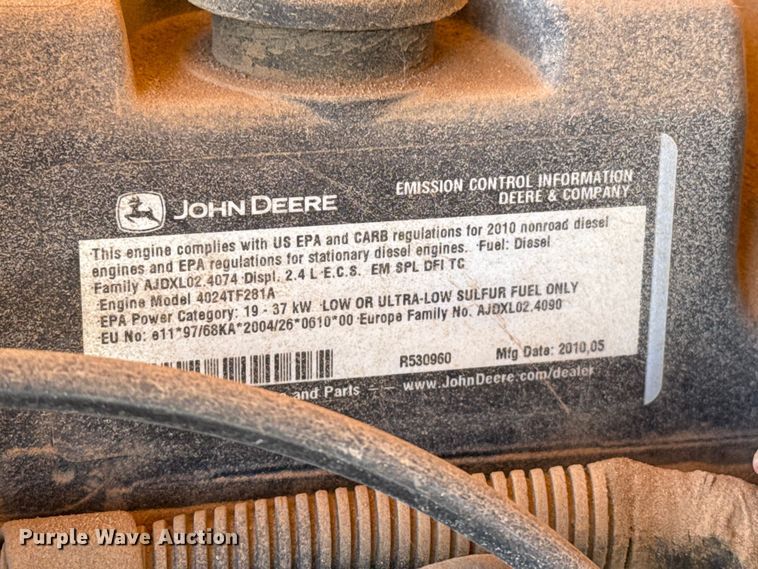 JOHN DEERE
EMISSION CONTROL INFORMATION
DEERE & COMPANY
This engine complies with US EPA and CARB regulations for 2010 nonroad diesel
engines and EPA regulations for stationary diesel engines. Fuel: Diesel
Family AJDXL02.4074 Displ. 2.4 L E.C.S. EM SPL DFI TC
Engine Model 4024TF281A
EPA Power Category: 19 - 37 kW LOW OR ULTRA-LOW SULFUR FUEL ONLY
EU No: e11*97/68KA*2004/26*0610*00 Europe Family No. AJDXL02.4090
R530960 Mfg Date: 2010,05
and Parts — www.JohnDeere.com/dealer
Purple Wave Auction